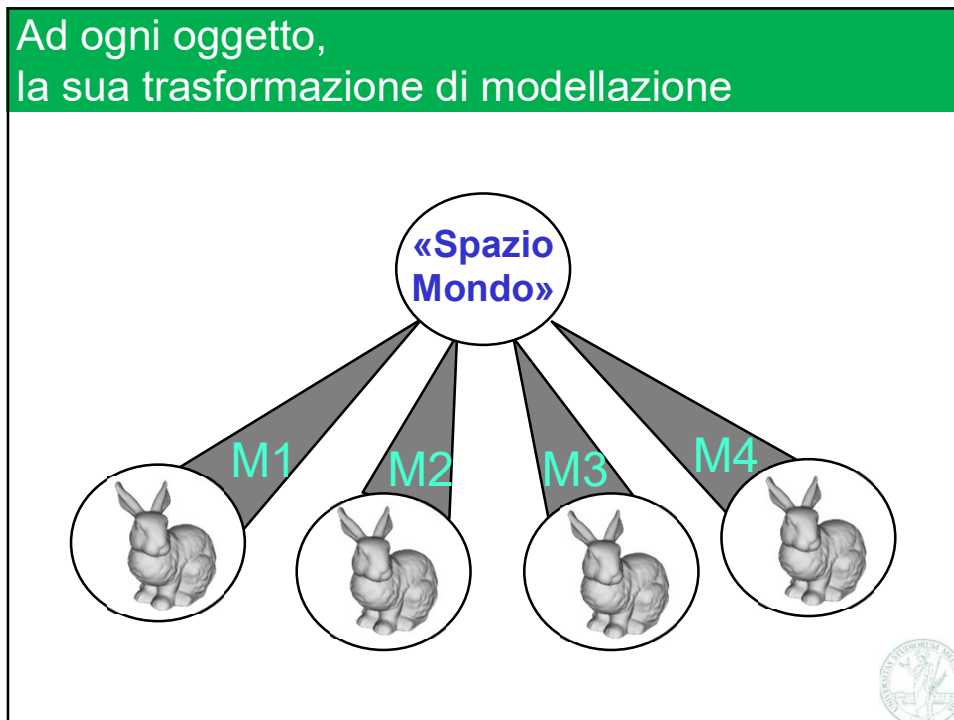 Ad ogni oggetto,
la sua trasformazione di modellazione
«Spazio
Mondo»
M1
M2
M3
M4